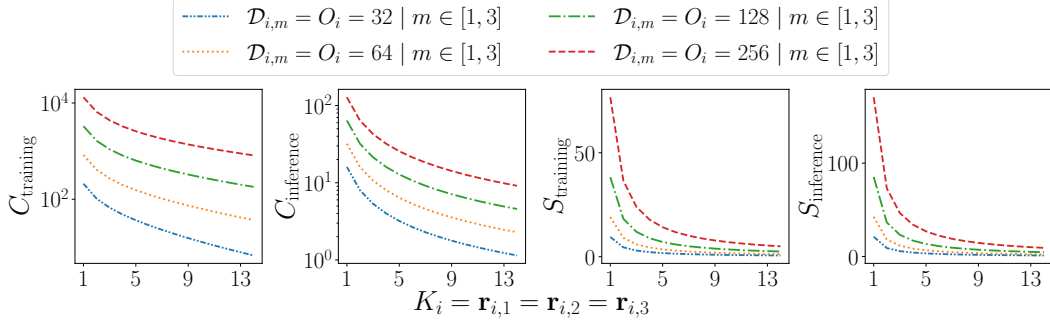 𝒟_{i,m} = O_i = 32 | m ∈ [1, 3]
𝒟_{i,m} = O_i = 64 | m ∈ [1, 3]
𝒟_{i,m} = O_i = 128 | m ∈ [1, 3]
𝒟_{i,m} = O_i = 256 | m ∈ [1, 3]
C_training
10^4
10^2
1 5 9 13
C_inference
10^2
10^1
10^0
1 5 9 13
S_training
50
0
1 5 9 13
S_inference
100
0
1 5 9 13
K_i = 𝐫_{i,1} = 𝐫_{i,2} = 𝐫_{i,3}